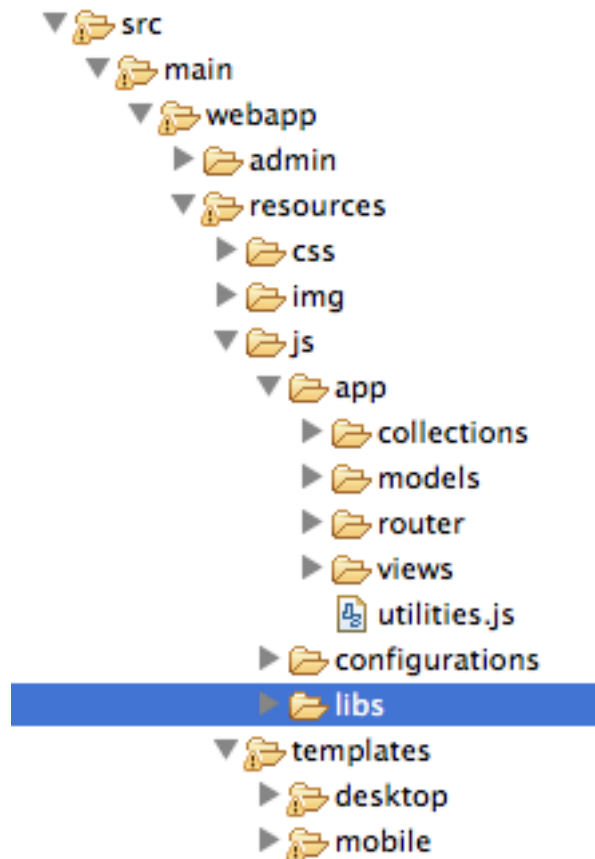 src
main
webapp
admin
resources
css
img
js
app
collections
models
router
views
utilities.js
configurations
libs
templates
desktop
mobile